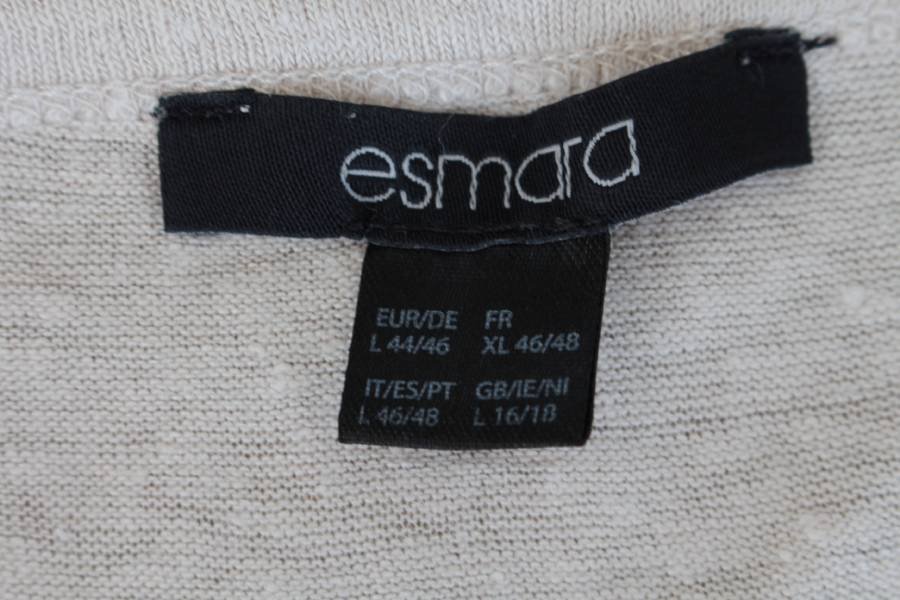 esmara
EUR/DE FR
L 44/46 XL 46/48
IT/ES/PT GB/IE/NI
L 46/48 L 16/18